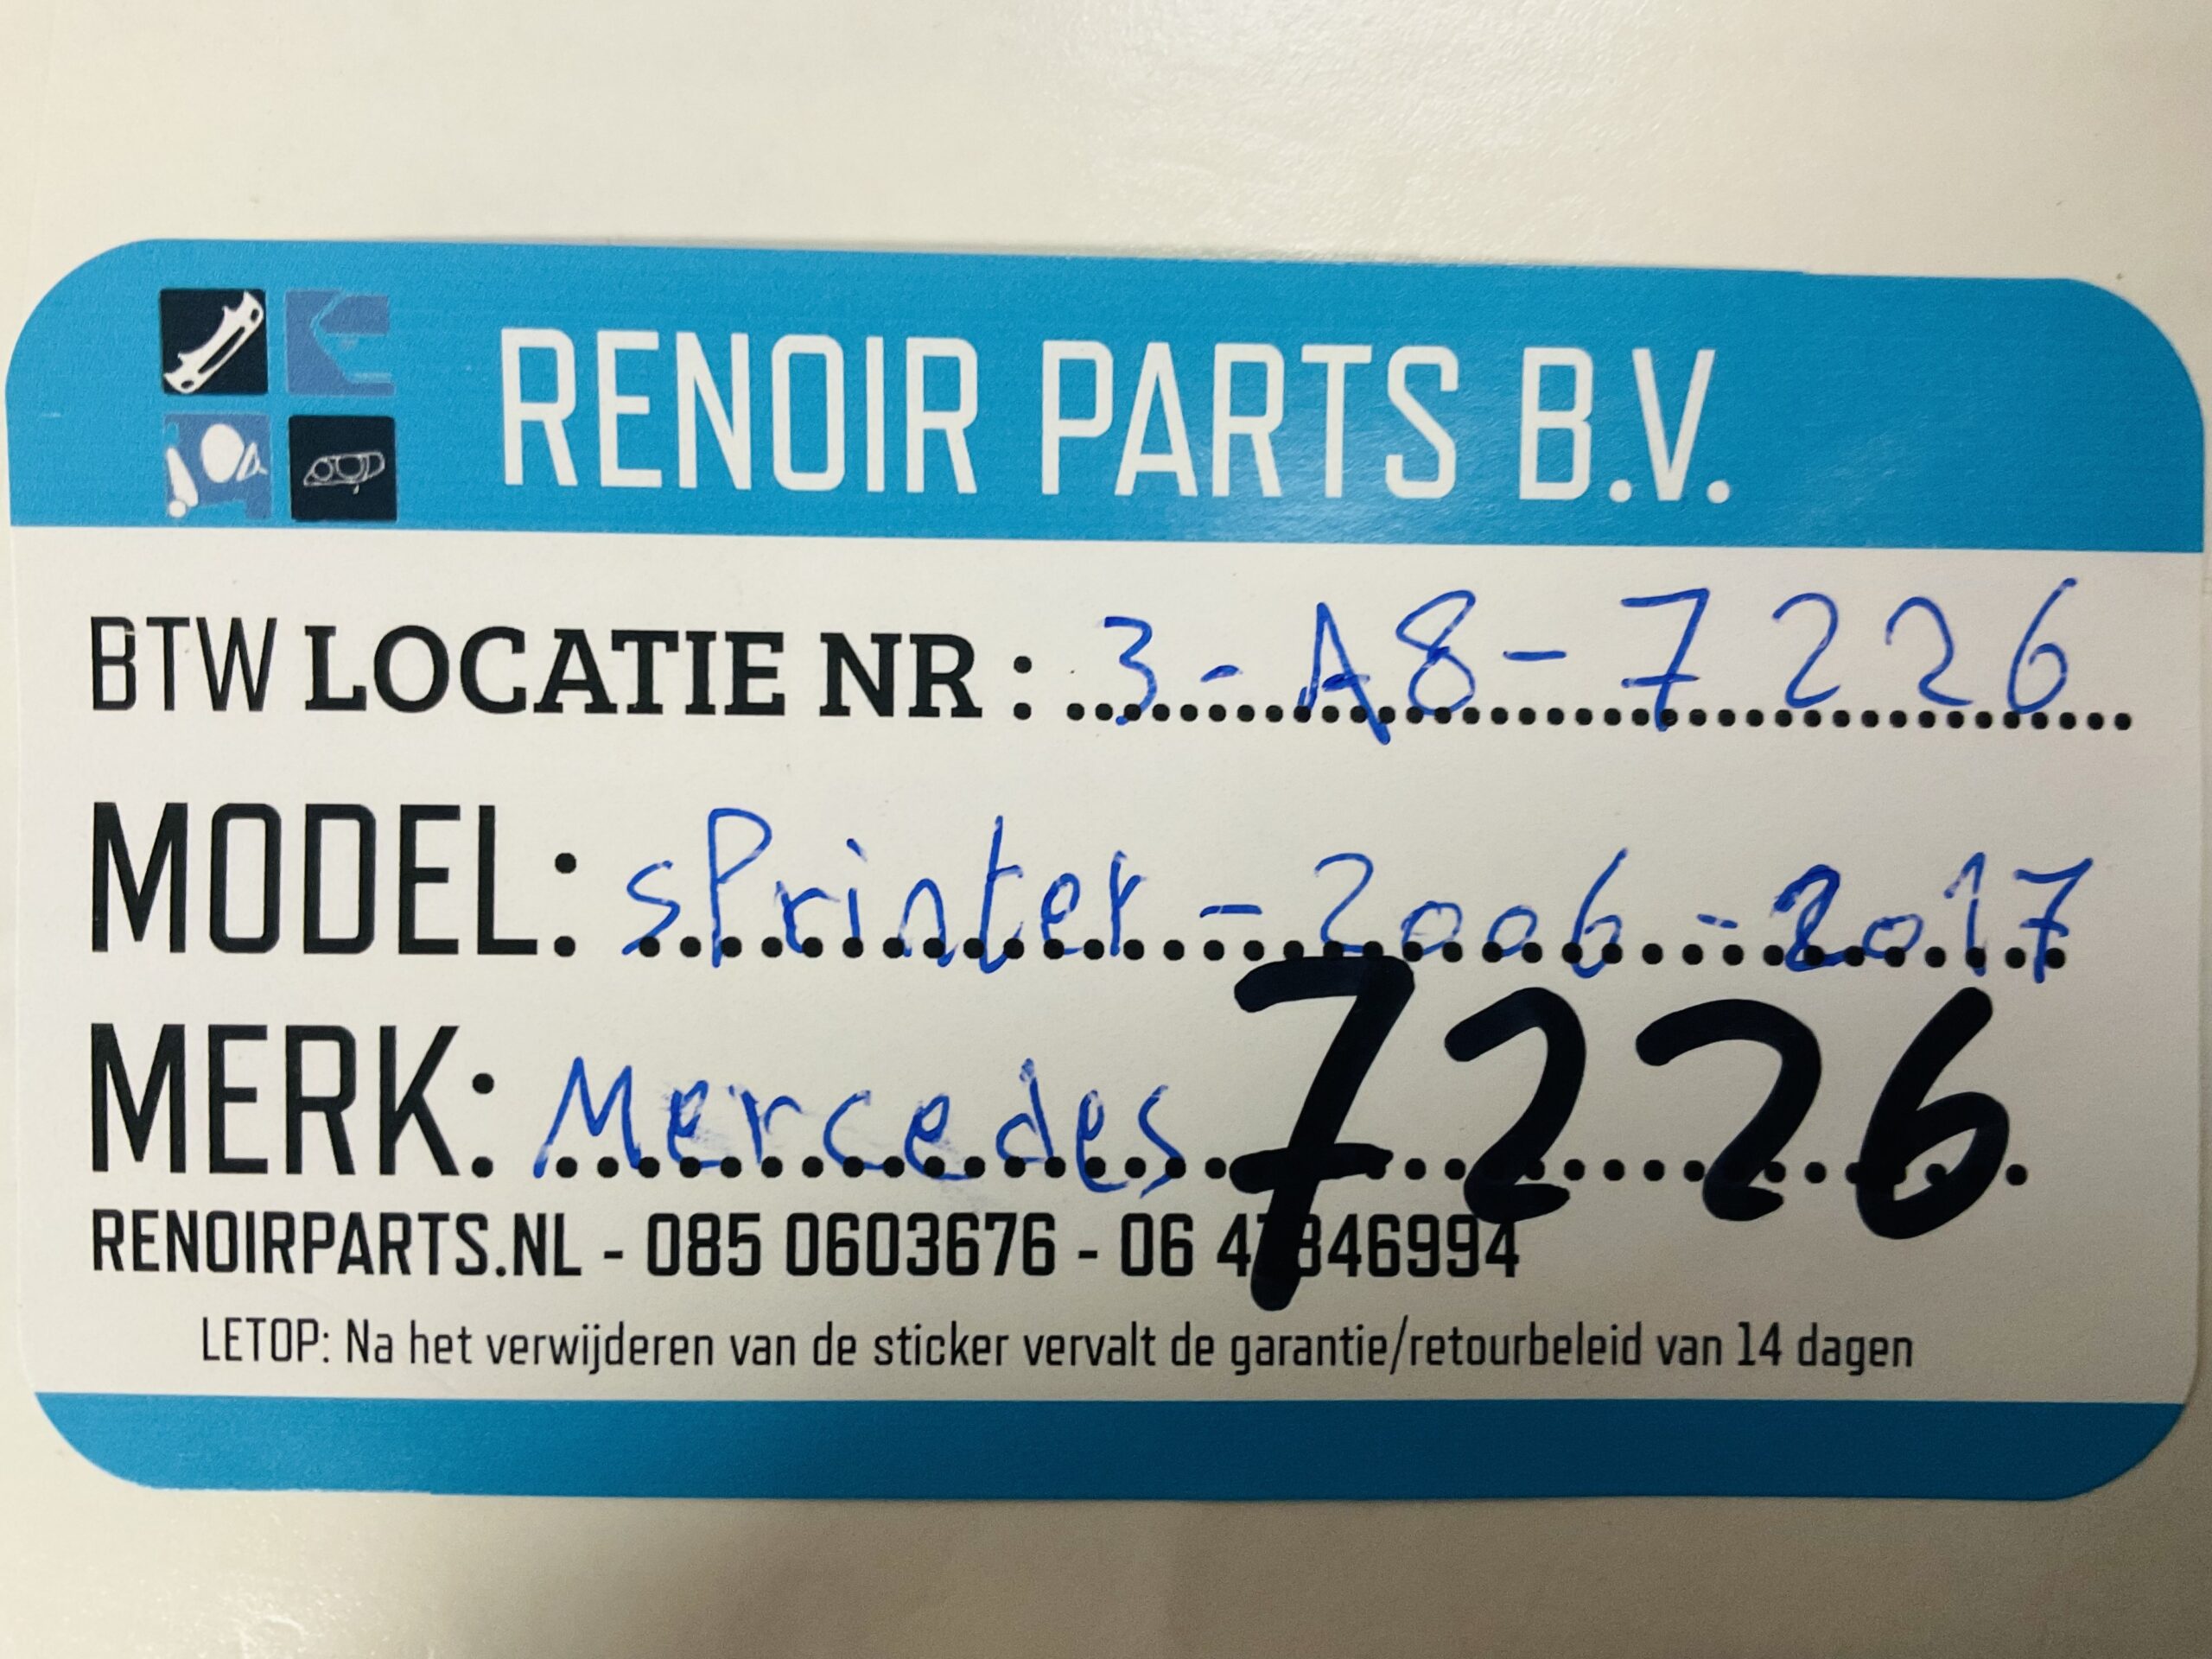 RENOIR PARTS B.V.
BTW LOCATIE NR : 3-A8-7226
MODEL: sPrinter-2006-2017
MERK: Mercedes 7226
RENOIRPARTS.NL - 085 0603676 - 06
LETOP: Na het verwijderen van de sticker vervalt de garantie/retourbeleid van 14 dagen